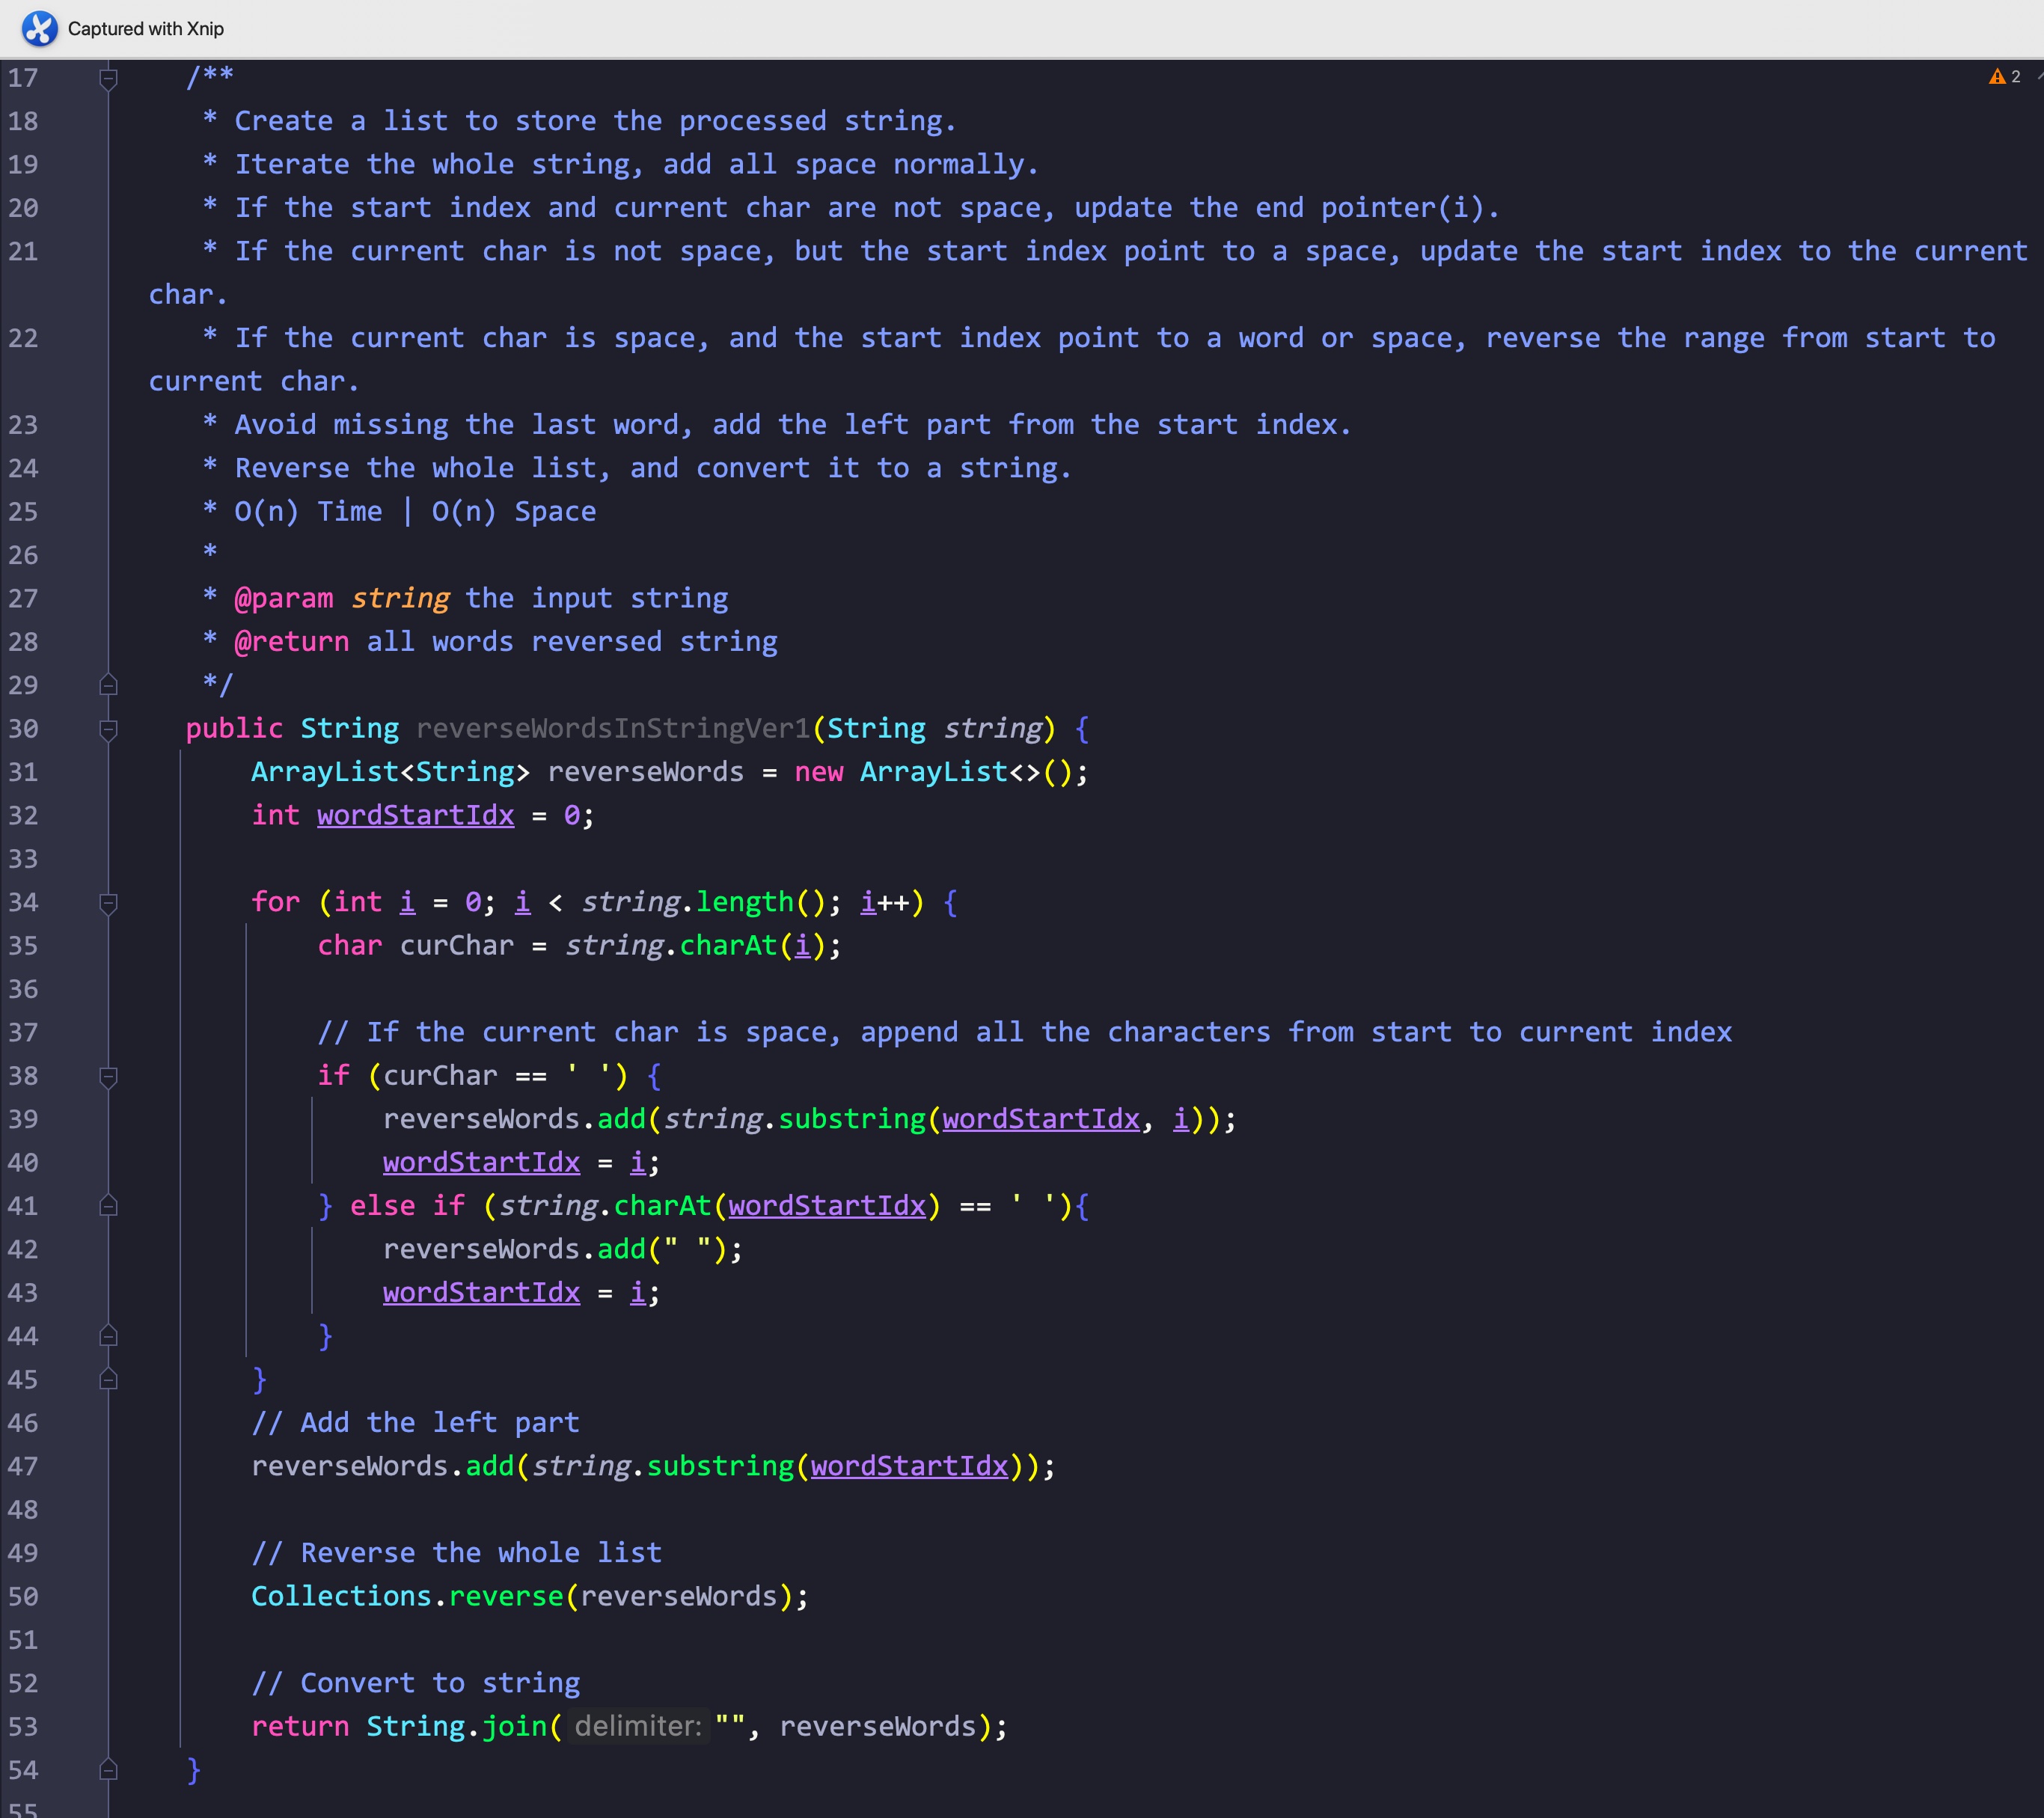 Captured with Xnip
2
17 /**
18 * Create a list to store the processed string.
19 * Iterate the whole string, add all space normally.
20 * If the start index and current char are not space, update the end pointer(i).
21 * If the current char is not space, but the start index point to a space, update the start index to the current
char.
22 * If the current char is space, and the start index point to a word or space, reverse the range from start to
current char.
23 * Avoid missing the last word, add the left part from the start index.
24 * Reverse the whole list, and convert it to a string.
25 * O(n) Time | O(n) Space
26 *
27 * @param string the input string
28 * @return all words reversed string
29 */
30 public String reverseWordsInStringVer1(String string) {
31 ArrayList<String> reverseWords = new ArrayList<>();
32 int wordStartIdx = 0;
33
34 for (int i = 0; i < string.length(); i++) {
35 char curChar = string.charAt(i);
36
37 // If the current char is space, append all the characters from start to current index
38 if (curChar == ' ') {
39 reverseWords.add(string.substring(wordStartIdx, i));
40 wordStartIdx = i;
41 } else if (string.charAt(wordStartIdx) == ' '){
42 reverseWords.add(" ");
43 wordStartIdx = i;
44 }
45 }
46 // Add the left part
47 reverseWords.add(string.substring(wordStartIdx));
48
49 // Reverse the whole list
50 Collections.reverse(reverseWords);
51
52 // Convert to string
53 return String.join( delimiter: "", reverseWords);
54 }
55